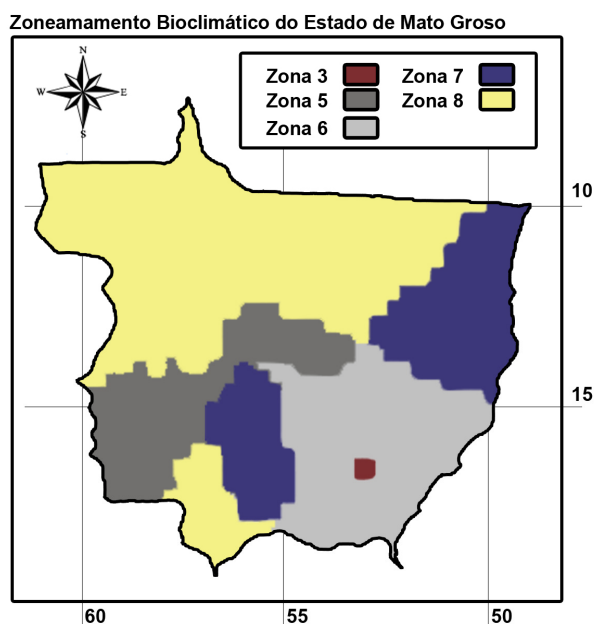 Zoneamamento Bioclimático do Estado de Mato Groso
N
W E
S
Zona 3 Zona 7
Zona 5 Zona 8
Zona 6
10
15
60 55 50